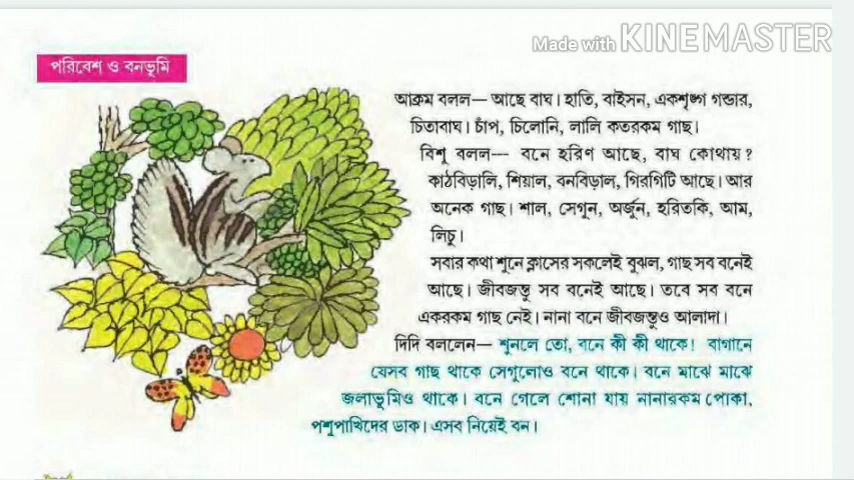 Made with KINEMASTER
পরিবেশ ও বনভূমি
আক্রম বলল— আছে বাঘ। হাতি, বাইসন, একশৃঙ্গ গন্ডার,
চিতাবাঘ। চাঁপ, চিলোনি, লালি কতরকম গাছ।
বিশু বলল--- বনে হরিণ আছে, বাঘ কোথায়?
কাঠবিড়ালি, শিয়াল, বনবিড়াল, গিরগিটি আছে। আর
অনেক গাছ। শাল, সেগুন, অর্জুন, হরিতকি, আম,
লিচু।
সবার কথা শুনে ক্লাসের সকলেই বুঝল, গাছ সব বনেই
আছে। জীবজন্তু সব বনেই আছে। তবে সব বনে
একরকম গাছ নেই। নানা বনে জীবজন্তুও আলাদা।
দিদি বললেন— শুনলে তো, বনে কী কী থাকে! বাগানে
যেসব গাছ থাকে সেগুলোও বনে থাকে। বনে মাঝে মাঝে
জলাভূমিও থাকে। বনে গেলে শোনা যায় নানারকম পোকা,
পশুপাখিদের ডাক। এসব নিয়েই বন।